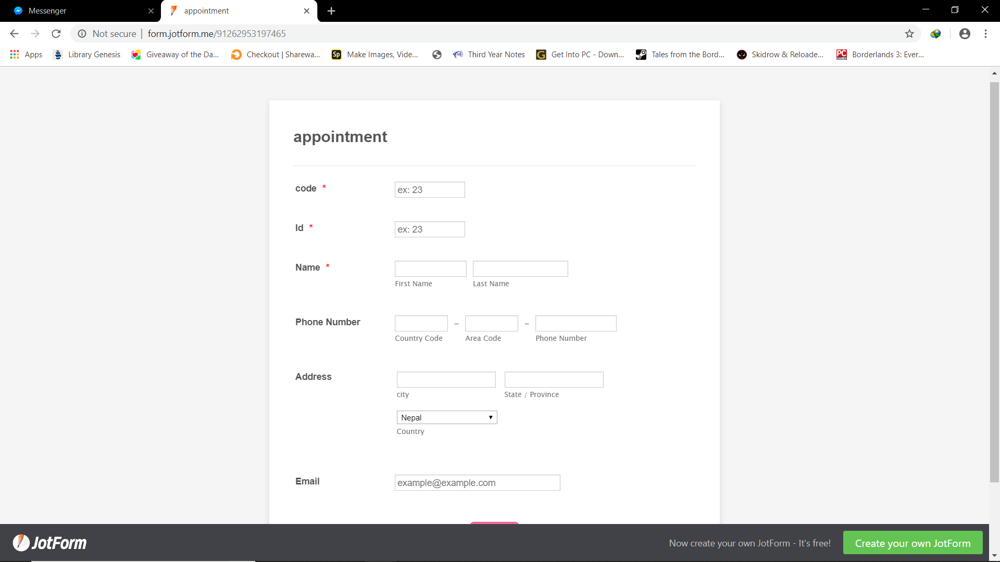 Messenger
appointment
Not secure | form.jotform.me/91262953197465
Apps Library Genesis Giveaway of the Da... Checkout | Sharewa... Sp Make Images, Vide... Third Year Notes G Get Into PC - Down... Tales from the Bord... Skidrow & Reloade... PC GAMER Borderlands 3: Ever...
appointment
code *
ex: 23
Id *
ex: 23
Name *
First Name Last Name
Phone Number
– –
Country Code Area Code Phone Number
Address
city State / Province
Nepal
Country
Email
example@example.com
JotForm
Now create your own JotForm - It's free!
Create your own JotForm